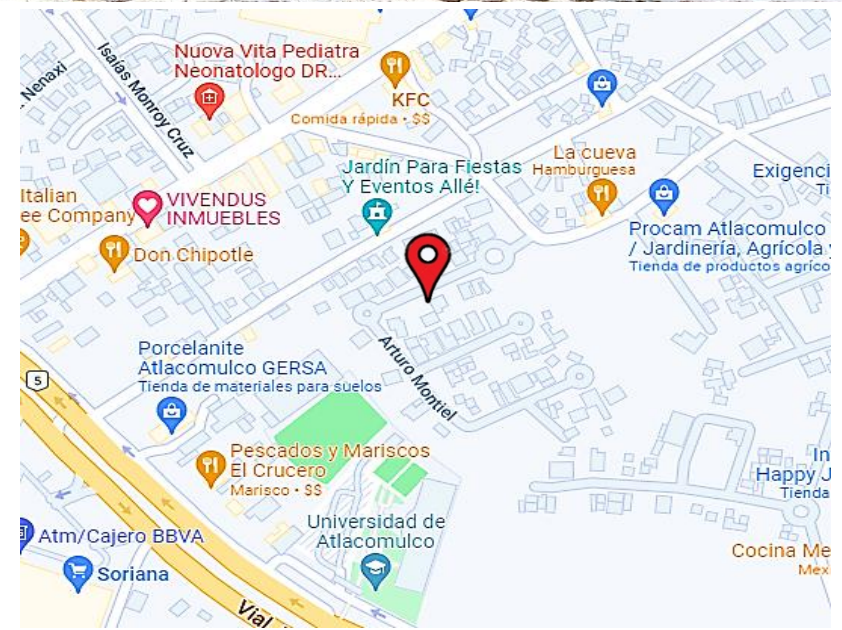 Nenaxi
Isaías Monroy Cruz
Nuova Vita Pediatra
Neonatologo DR...
KFC
Comida rápida • $$
Jardín Para Fiestas
Y Eventos Allé!
La cueva
Hamburguesa
Exigenci
Ti
Italian
ee Company
VIVENDUS
INMUEBLES
Don Chipotle
Procam Atlacomulco
/ Jardinería, Agrícola y
Tienda de productos agríco
Arturo Montiel
Porcelanite
Atlacomulco GERSA
Tienda de materiales para suelos
5
Pescados y Mariscos
El Crucero
Marisco • $$
In
Happy J
Tienda
Universidad de
Atlacomulco
Atm/Cajero BBVA
Soriana
Cocina Me
Mex
Vial